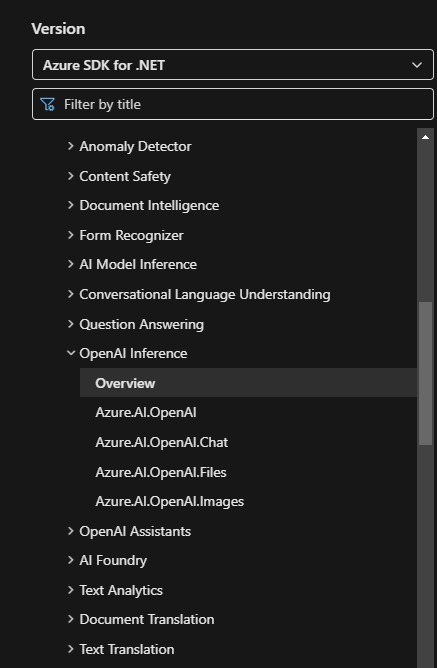 Version
Azure SDK for .NET
Filter by title
Anomaly Detector
Content Safety
Document Intelligence
Form Recognizer
AI Model Inference
Conversational Language Understanding
Question Answering
OpenAI Inference
Overview
Azure.AI.OpenAI
Azure.AI.OpenAI.Chat
Azure.AI.OpenAI.Files
Azure.AI.OpenAI.Images
OpenAI Assistants
AI Foundry
Text Analytics
Document Translation
Text Translation